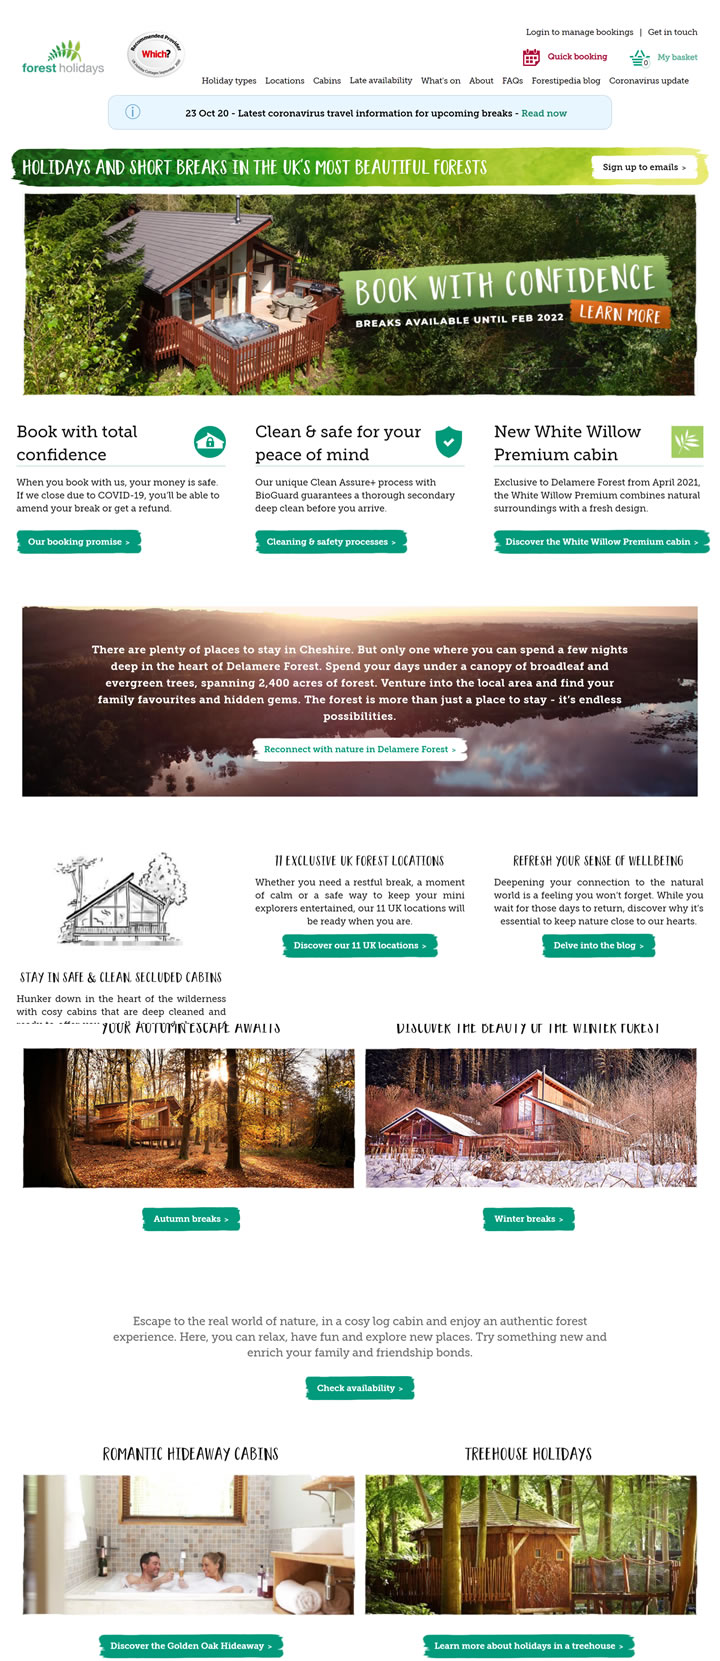 Login to manage bookings | Get in touch
forest holidays
Recommended Provider
Which?
Quick booking
My basket
0
Holiday types Locations Cabins Late availability What's on About FAQs Forestipedia blog Coronavirus update
23 Oct 20 - Latest coronavirus travel information for upcoming breaks - Read now
HOLIDAYS AND SHORT BREAKS IN THE UK'S MOST BEAUTIFUL FORESTS
Sign up to emails >
BOOK WITH CONFIDENCE
BREAKS AVAILABLE UNTIL FEB 2022
LEARN MORE
Book with total
confidence
When you book with us, your money is safe.
If we close due to COVID-19, you'll be able to
amend your break or get a refund.
Our booking promise >
Clean & safe for your
peace of mind
Our unique Clean Assure+ process with
BioGuard guarantees a thorough secondary
deep clean before you arrive.
Cleaning & safety processes >
New White Willow
Premium cabin
Exclusive to Delamere Forest from April 2021,
the White Willow Premium combines natural
surroundings with a fresh design.
Discover the White Willow Premium cabin >
There are plenty of places to stay in Cheshire. But only one where you can spend a few nights
deep in the heart of Delamere Forest. Spend your days under a canopy of broadleaf and
evergreen trees, spanning 2,400 acres of forest. Venture into the local area and find your
family favourites and hidden gems. The forest is more than just a place to stay - it's endless
possibilities.
Reconnect with nature in Delamere Forest >
STAY IN SAFE & CLEAN, SECLUDED CABINS
Hunker down in the heart of the wilderness
with cosy cabins that are deep cleaned and
11 EXCLUSIVE UK FOREST LOCATIONS
Whether you need a restful break, a moment
of calm or a safe way to keep your mini
explorers entertained, our 11 UK locations will
be ready when you are.
Discover our 11 UK locations >
REFRESH YOUR SENSE OF WELLBEING
Deepening your connection to the natural
world is a feeling you won't forget. While you
wait for those days to return, discover why it's
essential to keep nature close to our hearts.
Delve into the blog >
YOUR AUTUMN ESCAPE AWAITS
Autumn breaks >
DISCOVER THE BEAUTY OF THE WINTER FOREST
Winter breaks >
Escape to the real world of nature, in a cosy log cabin and enjoy an authentic forest
experience. Here, you can relax, have fun and explore new places. Try something new and
enrich your family and friendship bonds.
Check availability >
ROMANTIC HIDEAWAY CABINS
Discover the Golden Oak Hideaway >
TREEHOUSE HOLIDAYS
Learn more about holidays in a treehouse >